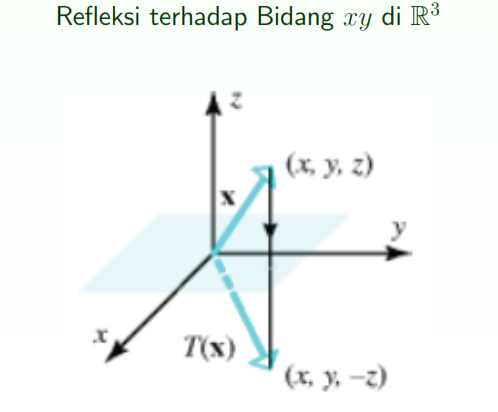 Refleksi terhadap Bidang xy di ℝ³
z
(x, y, z)
x
y
x
T(x)
(x, y, −z)